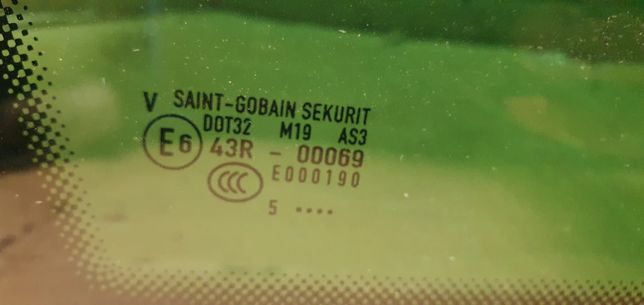 V SAINT-GOBAIN SEKURIT
DOT32 M19 AS3
E6 43R - 00069
CCC E000190
5 ••••